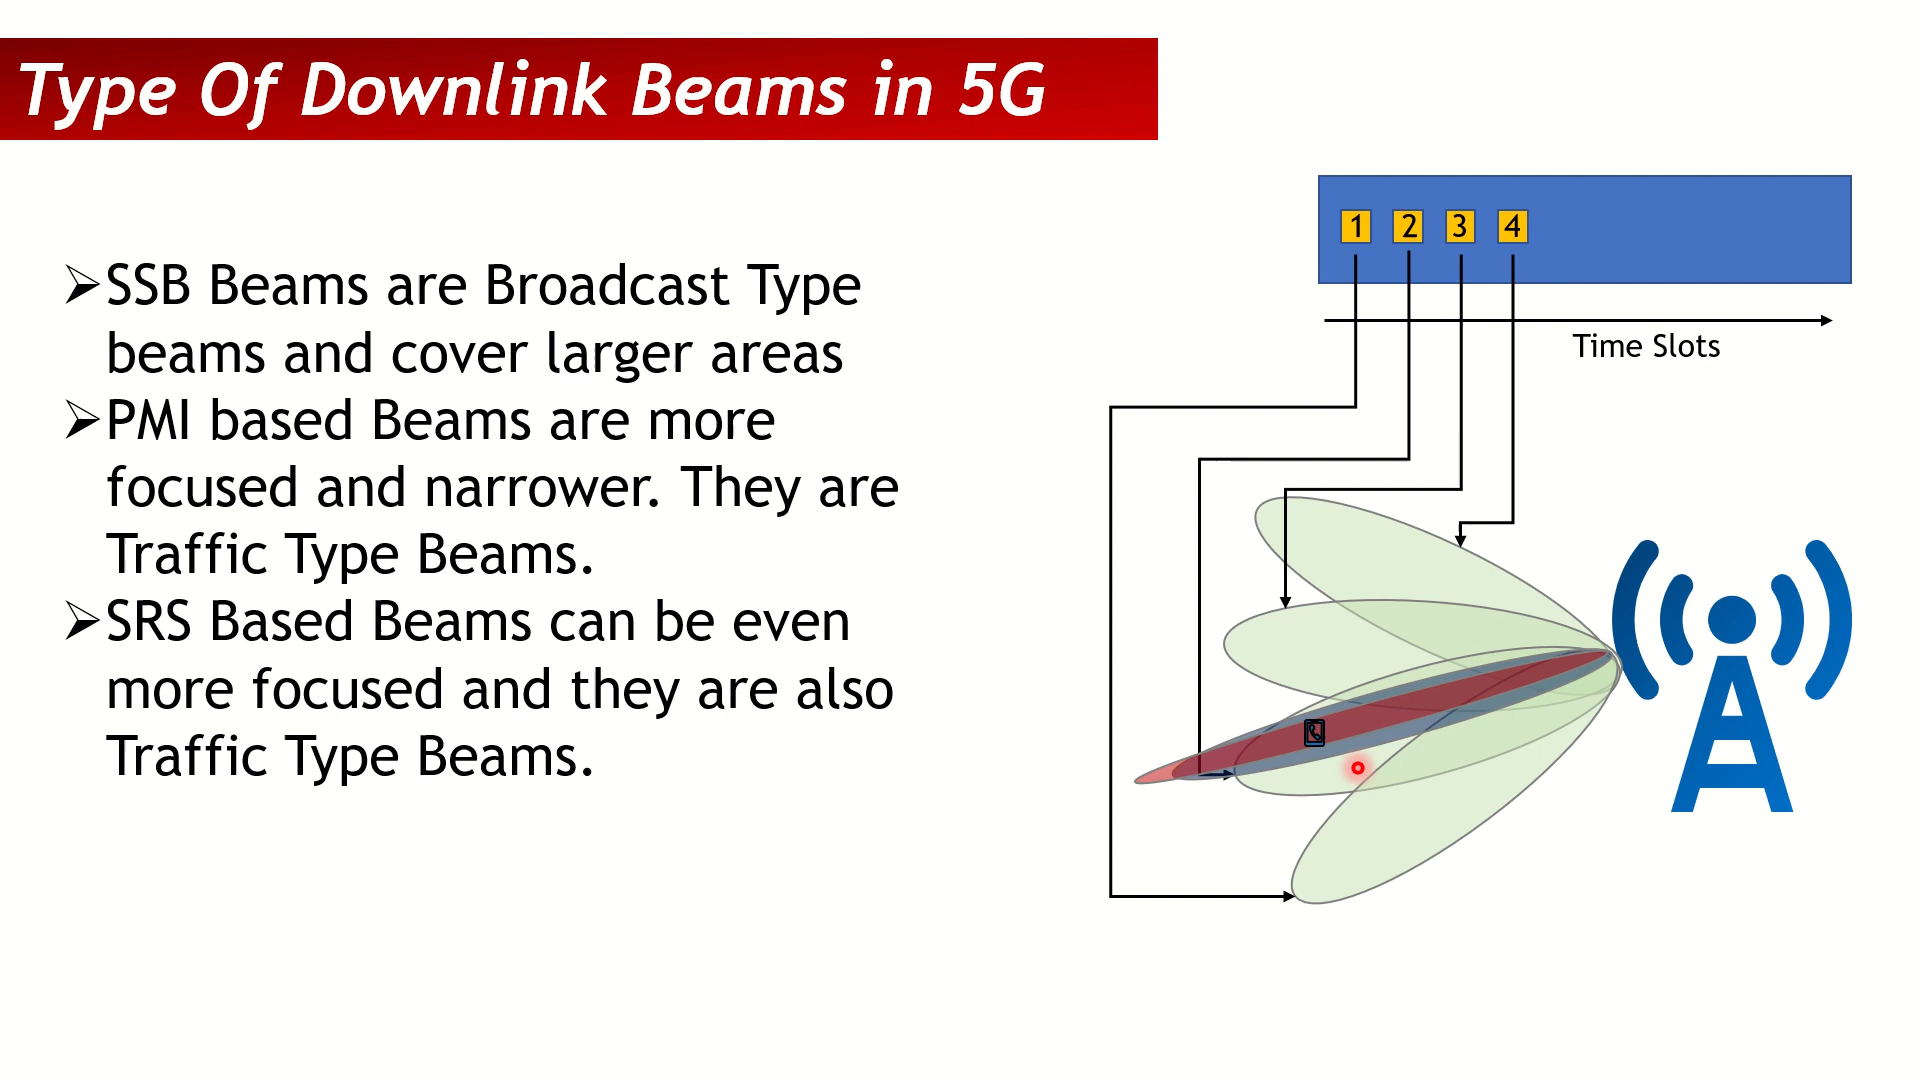 Type Of Downlink Beams in 5G
1 2 3 4
Time Slots
➢SSB Beams are Broadcast Type
beams and cover larger areas
➢PMI based Beams are more
focused and narrower. They are
Traffic Type Beams.
➢SRS Based Beams can be even
more focused and they are also
Traffic Type Beams.